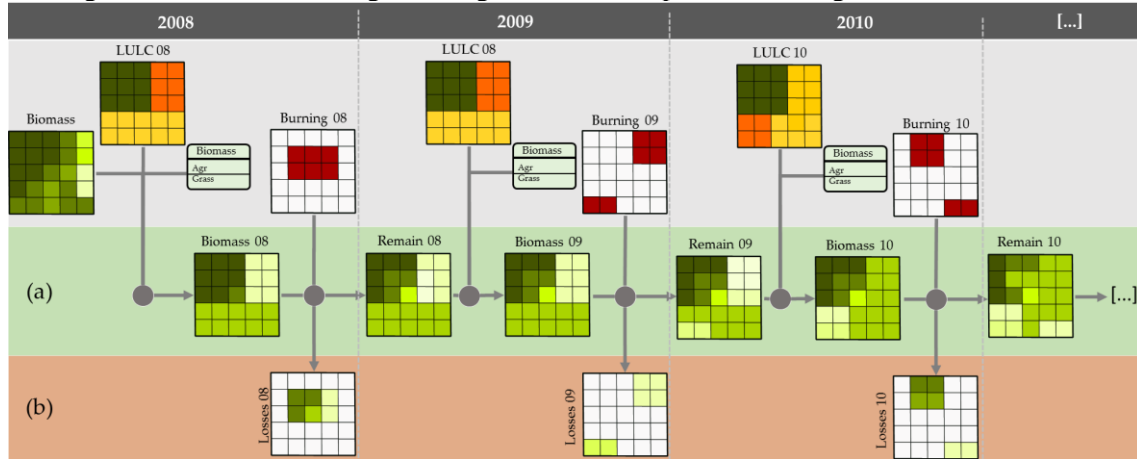 2008 2009 2010 [...]
LULC 08 LULC 08 LULC 10
Biomass Burning 08 Burning 09 Burning 10
Biomass Biomass Biomass
Agr Agr Agr
Grass Grass Grass
Biomass 08 Remain 08 Biomass 09 Remain 09 Biomass 10 Remain 10
(a) [...]
(b) Losses 08 Losses 09 Losses 10